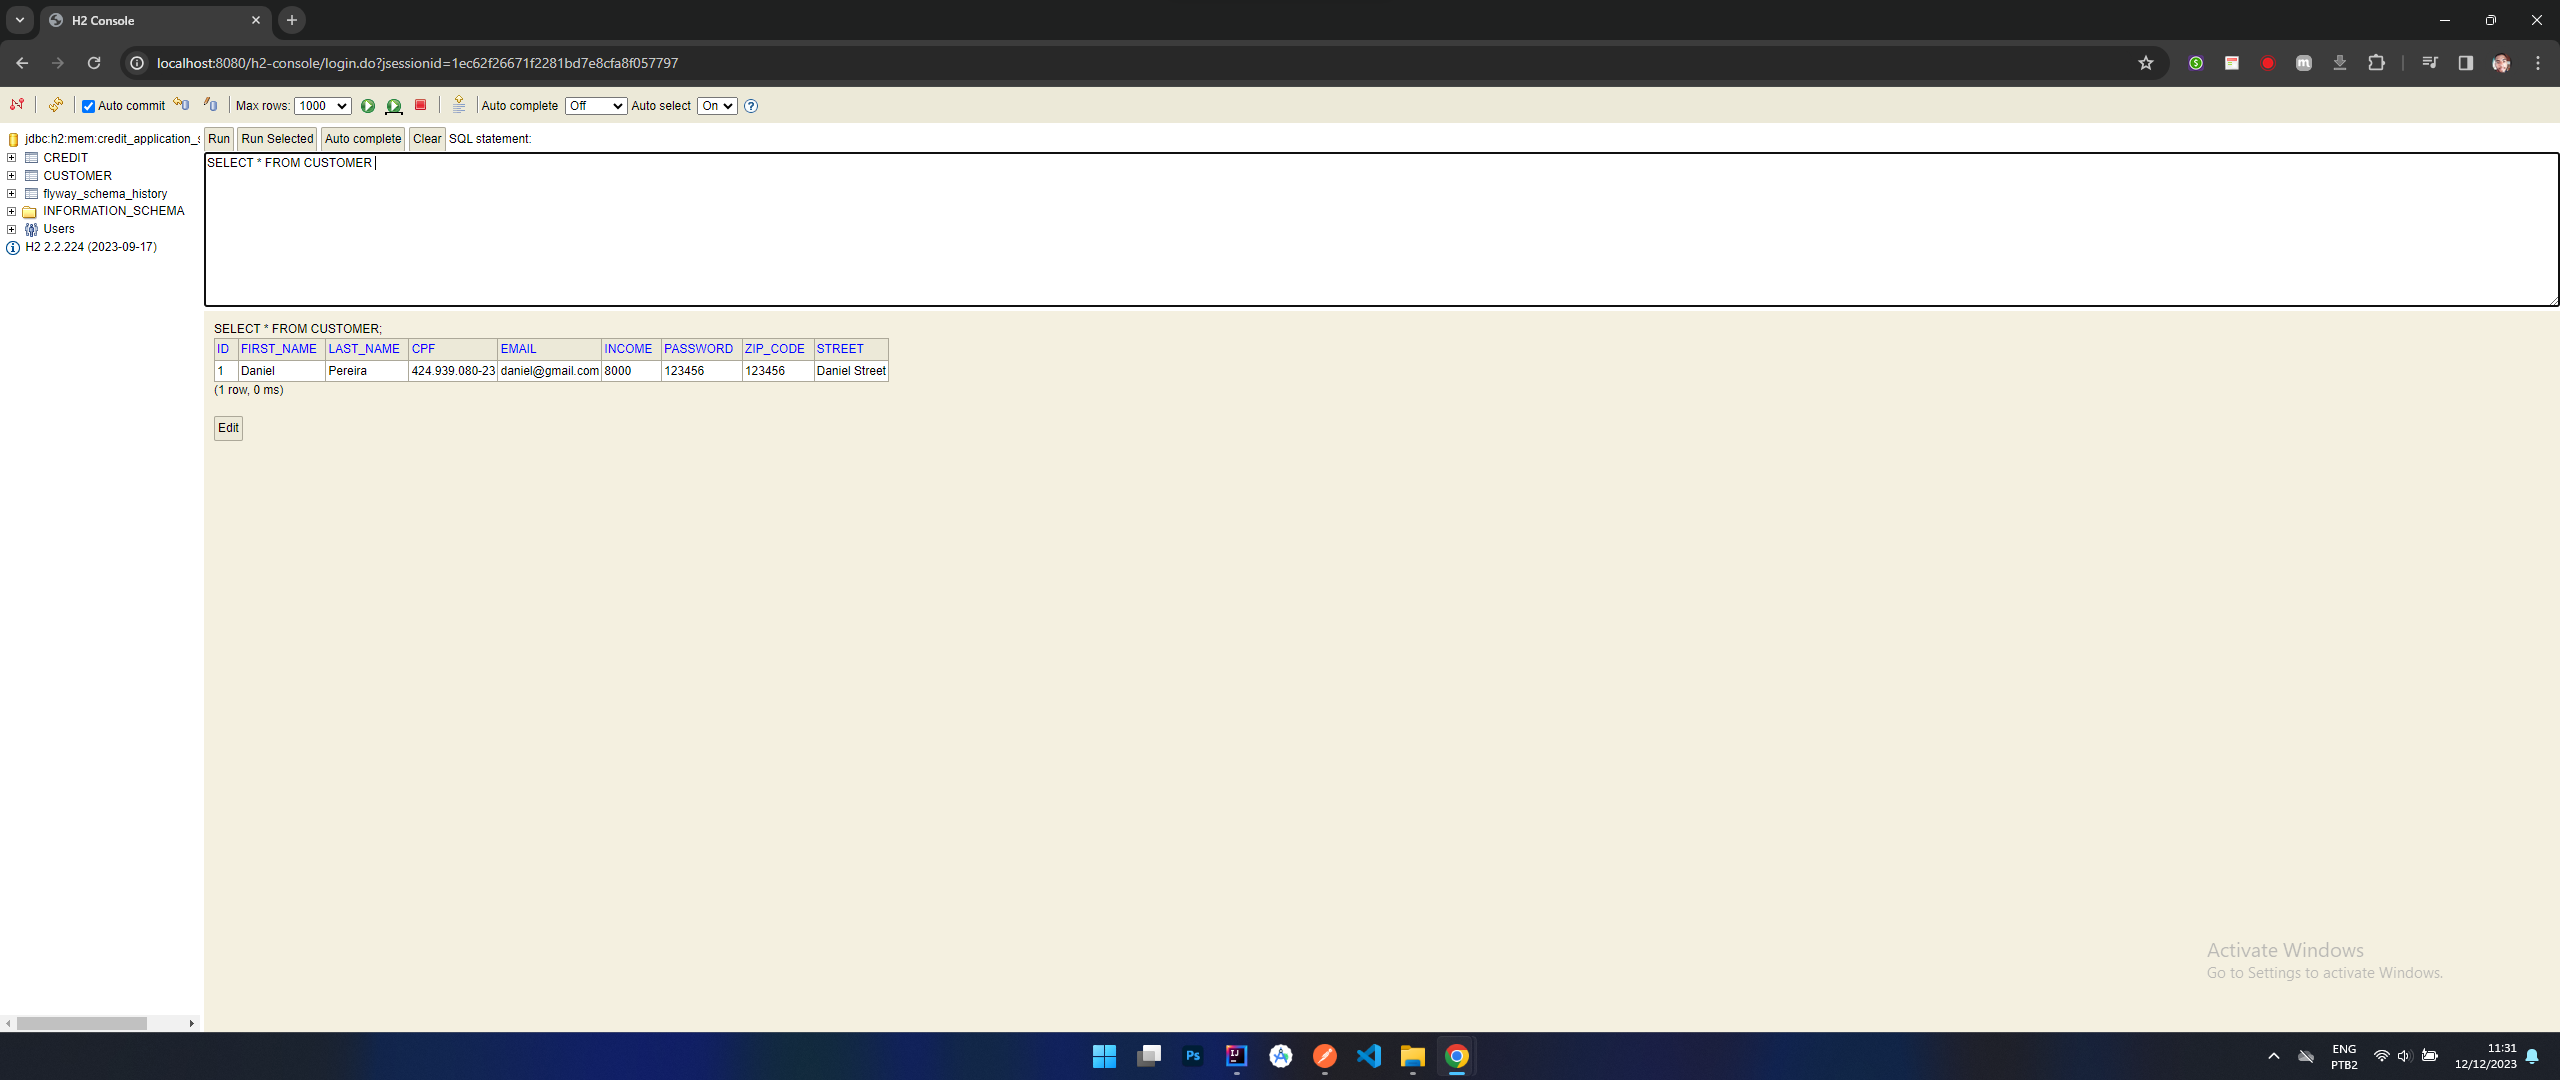 H2 Console
localhost:8080/h2-console/login.do?jsessionid=1ec62f26671f2281bd7e8cfa8f057797
Auto commit Max rows: 1000 Auto complete Off Auto select On ?
jdbc:h2:mem:credit_application_s
CREDIT
CUSTOMER
flyway_schema_history
INFORMATION_SCHEMA
Users
H2 2.2.224 (2023-09-17)
Run Run Selected Auto complete Clear SQL statement:
SELECT * FROM CUSTOMER
SELECT * FROM CUSTOMER;
ID FIRST_NAME LAST_NAME CPF EMAIL INCOME PASSWORD ZIP_CODE STREET
1 Daniel Pereira 424.939.080-23 daniel@gmail.com 8000 123456 123456 Daniel Street
(1 row, 0 ms)
Edit
Activate Windows
Go to Settings to activate Windows.
Ps IJ
ENG
PTB2
11:31
12/12/2023